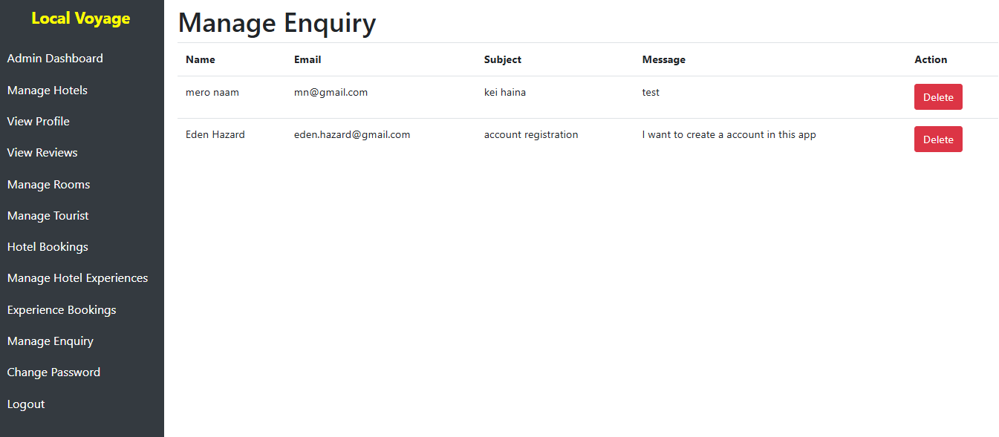 Local Voyage
Admin Dashboard
Manage Hotels
View Profile
View Reviews
Manage Rooms
Manage Tourist
Hotel Bookings
Manage Hotel Experiences
Experience Bookings
Manage Enquiry
Change Password
Logout
Manage Enquiry
Name Email Subject Message Action
mero naam mn@gmail.com kei haina test Delete
Eden Hazard eden.hazard@gmail.com account registration I want to create a account in this app Delete